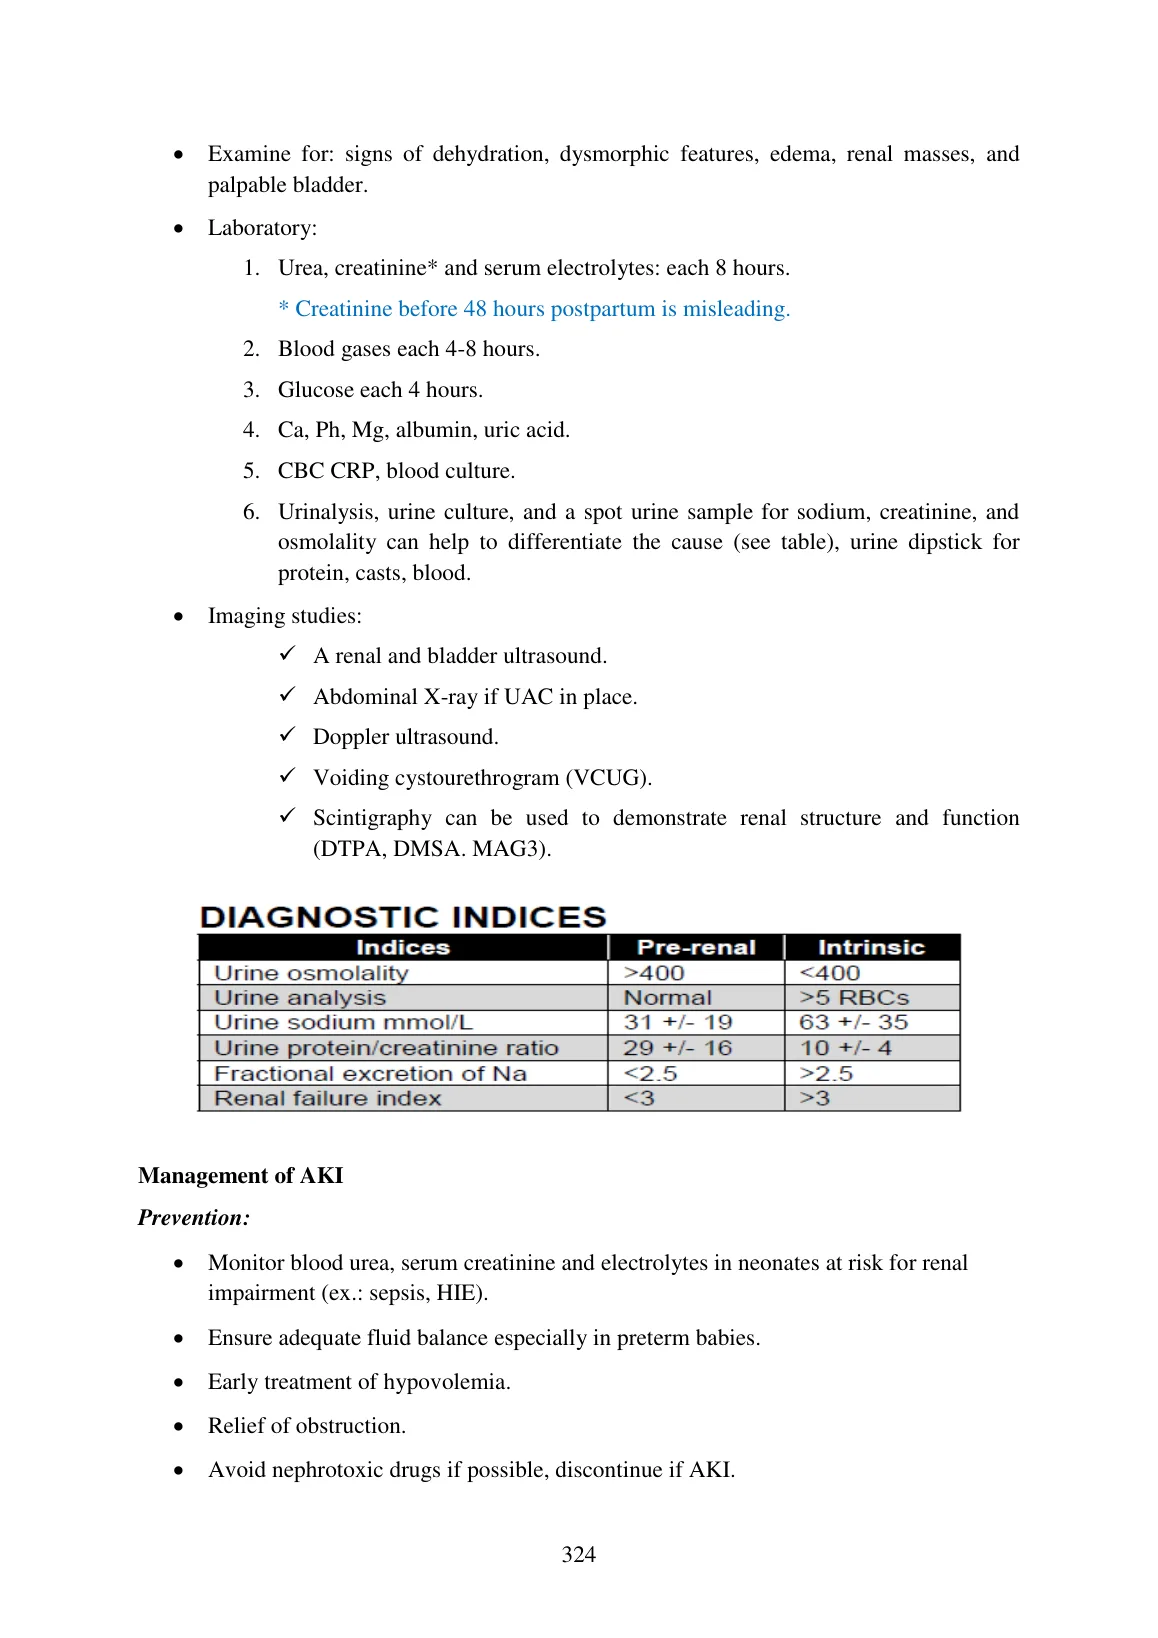 • Examine for: signs of dehydration, dysmorphic features, edema, renal masses, and
palpable bladder.
• Laboratory:
1. Urea, creatinine* and serum electrolytes: each 8 hours.
* Creatinine before 48 hours postpartum is misleading.
2. Blood gases each 4-8 hours.
3. Glucose each 4 hours.
4. Ca, Ph, Mg, albumin, uric acid.
5. CBC CRP, blood culture.
6. Urinalysis, urine culture, and a spot urine sample for sodium, creatinine, and
osmolality can help to differentiate the cause (see table), urine dipstick for
protein, casts, blood.
• Imaging studies:
✓ A renal and bladder ultrasound.
✓ Abdominal X-ray if UAC in place.
✓ Doppler ultrasound.
✓ Voiding cystourethrogram (VCUG).
✓ Scintigraphy can be used to demonstrate renal structure and function
(DTPA, DMSA. MAG3).
DIAGNOSTIC INDICES
Indices Pre-renal Intrinsic
Urine osmolality >400 <400
Urine analysis Normal >5 RBCs
Urine sodium mmol/L 31 +/- 19 63 +/- 35
Urine protein/creatinine ratio 29 +/- 16 10 +/- 4
Fractional excretion of Na <2.5 >2.5
Renal failure index <3 >3
Management of AKI
Prevention:
• Monitor blood urea, serum creatinine and electrolytes in neonates at risk for renal
impairment (ex.: sepsis, HIE).
• Ensure adequate fluid balance especially in preterm babies.
• Early treatment of hypovolemia.
• Relief of obstruction.
• Avoid nephrotoxic drugs if possible, discontinue if AKI.
324